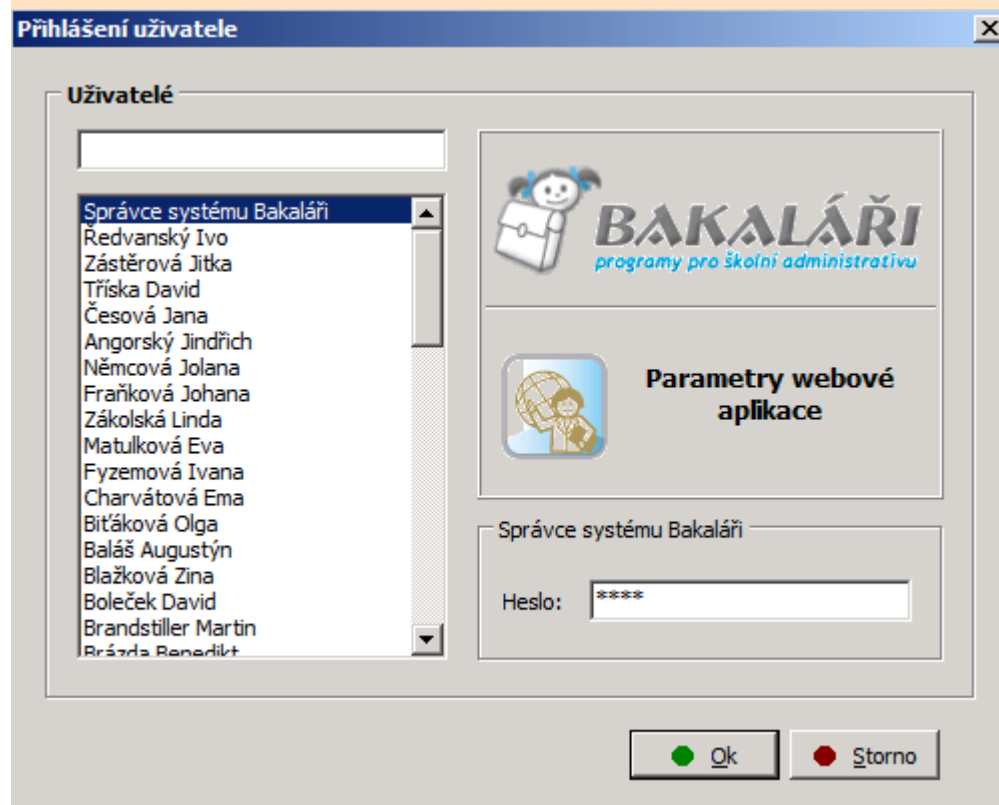 Přihlášení uživatele
Uživatelé
Správce systému Bakaláři
Ředvanský Ivo
Zástěrová Jitka
Tříska David
Česová Jana
Angorský Jindřich
Němcová Jolana
Fraňková Johana
Zákolská Linda
Matulková Eva
Fyzemová Ivana
Charvátová Ema
Biťáková Olga
Baláš Augustýn
Blažková Zina
Boleček David
Brandstiller Martin
Brázda Benedikt
BAKALÁŘI
programy pro školní administrativu
Parametry webové
aplikace
Správce systému Bakaláři
Heslo: ****
Ok
Storno